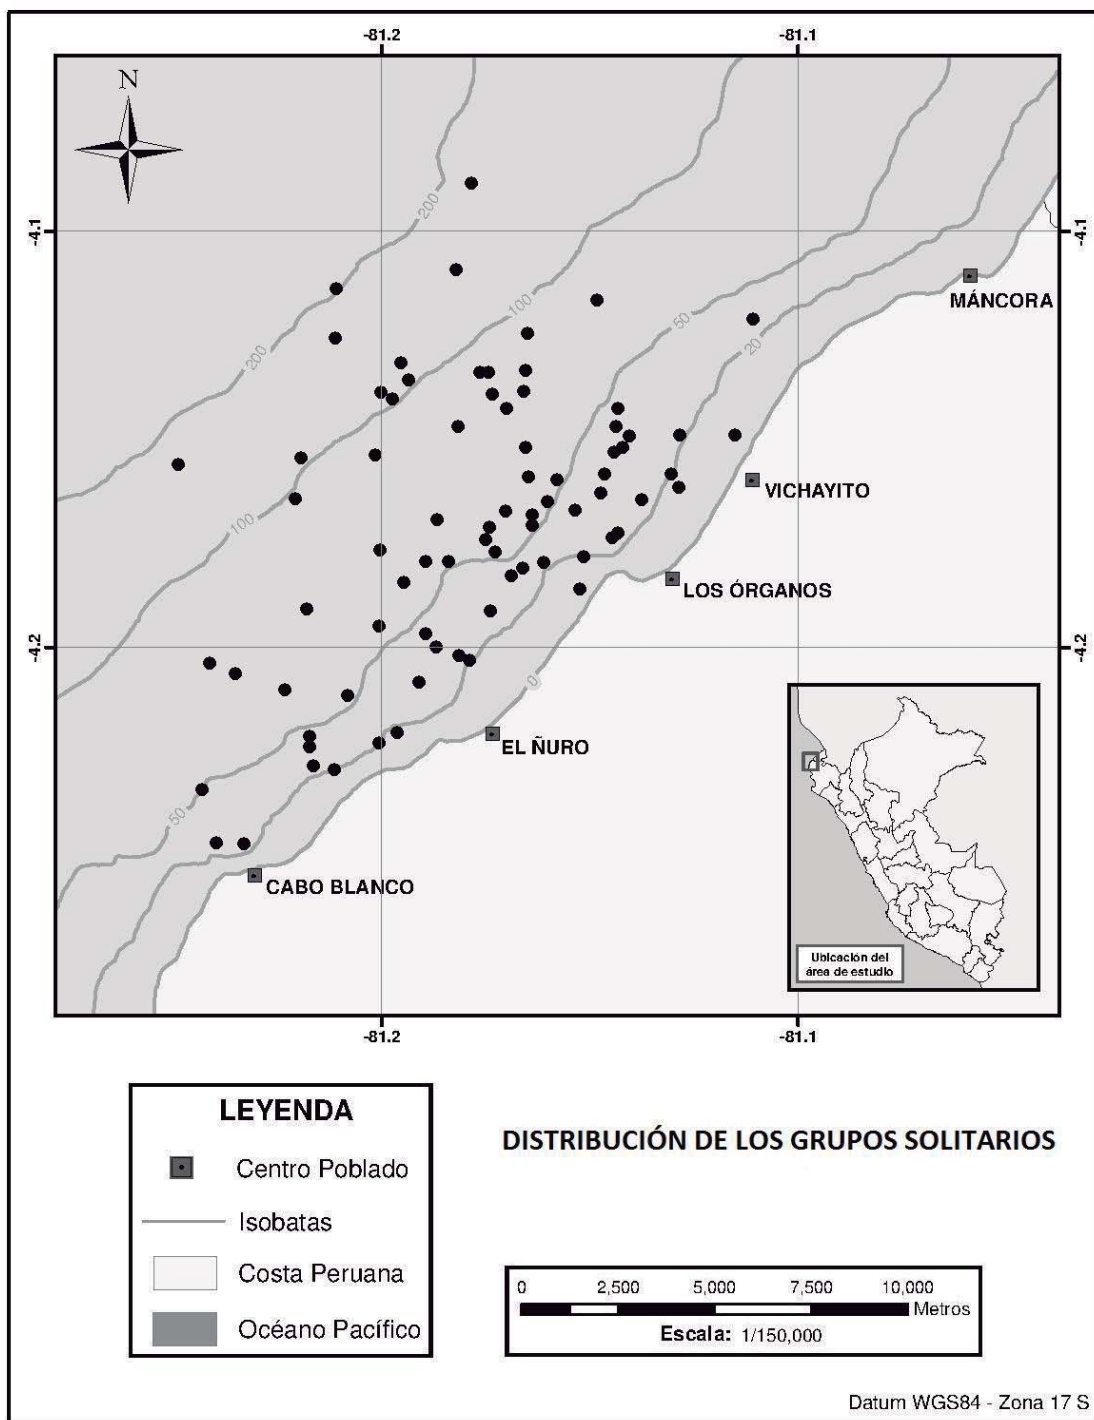 -81.2
-81.1
N
200
-4.1
-4.1
100
MÁNCORA
50
200
20
VICHAYITO
100
LOS ÓRGANOS
-4.2
-4.2
0
EL ÑURO
50
CABO BLANCO
Ubicación del
área de estudio
-81.2
-81.1
LEYENDA
Centro Poblado
Isobatas
Costa Peruana
Océano Pacífico
DISTRIBUCIÓN DE LOS GRUPOS SOLITARIOS
0 2,500 5,000 7,500 10,000
Metros
Escala: 1/150,000
Datum WGS84 - Zona 17 S